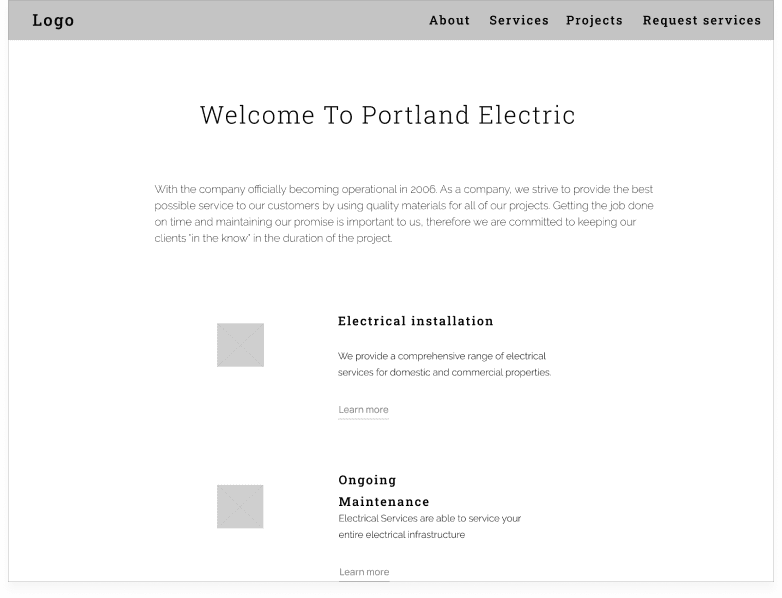 Logo
About Services Projects Request services
Welcome To Portland Electric
With the company officially becoming operational in 2006. As a company, we strive to provide the best
possible service to our customers by using quality materials for all of our projects. Getting the job done
on time and maintaining our promise is important to us, therefore we are committed to keeping our
clients 'in the know' in the duration of the project.
Electrical installation
We provide a comprehensive range of electrical
services for domestic and commercial properties.
Learn more
Ongoing
Maintenance
Electrical Services are able to service your
entire electrical infrastructure
Learn more